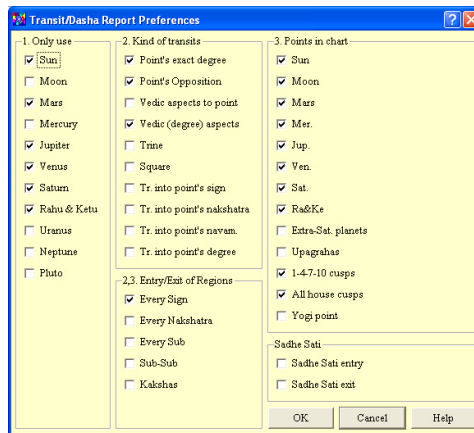 Transit/Dasha Report Preferences
1. Only use
Sun
Moon
Mars
Mercury
Jupiter
Venus
Saturn
Rahu & Ketu
Uranus
Neptune
Pluto
2. Kind of transits
Point's exact degree
Point's Opposition
Vedic aspects to point
Vedic (degree) aspects
Trine
Square
Tr. into point's sign
Tr. into point's nakshatra
Tr. into point's navam.
Tr. into point's degree
2,3. Entry/Exit of Regions
Every Sign
Every Nakshatra
Every Sub
Sub-Sub
Kakshas
3. Points in chart
Sun
Moon
Mars
Mer.
Jup.
Ven.
Sat.
Ra&Ke
Extra-Sat. planets
Upagrahas
1-4-7-10 cusps
All house cusps
Yogi point
Sadhe Sati
Sadhe Sati entry
Sadhe Sati exit
OK
Cancel
Help